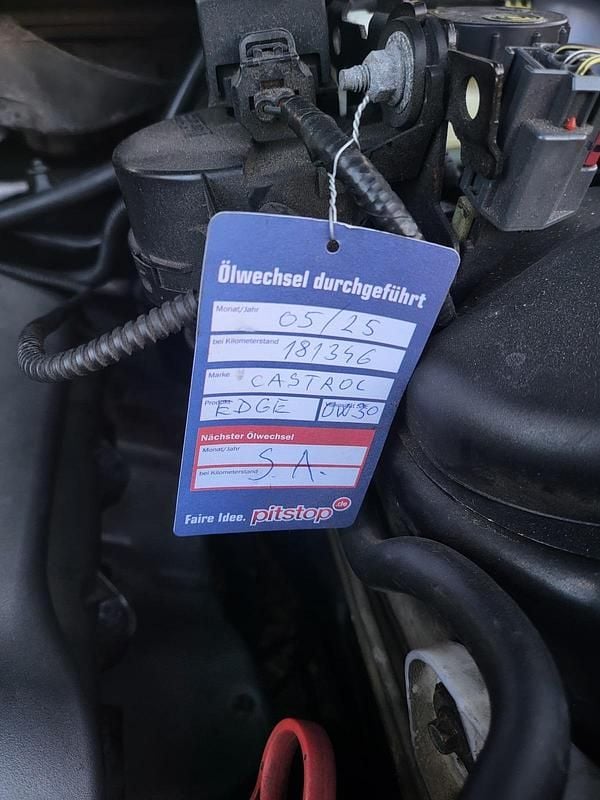 Ölwechsel durchgeführt
Monat/Jahr 05/25
bei Kilometerstand 181346
Marke CASTROL
EDGE 0W30
Nächster Ölwechsel
Monat/Jahr
bei Kilometerstand S.A.
Faire Idee. pitstop.de